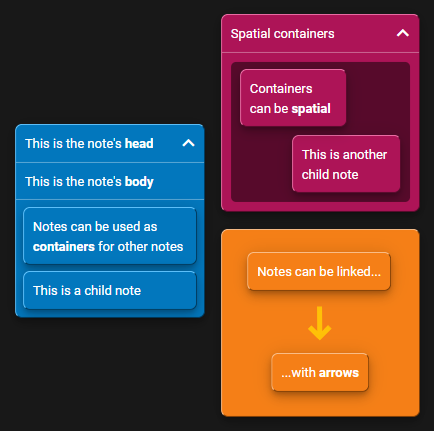 This is the note's head
This is the note's body
Notes can be used as
containers for other notes
This is a child note
Spatial containers
Containers
can be spatial
This is another
child note
Notes can be linked...
...with arrows